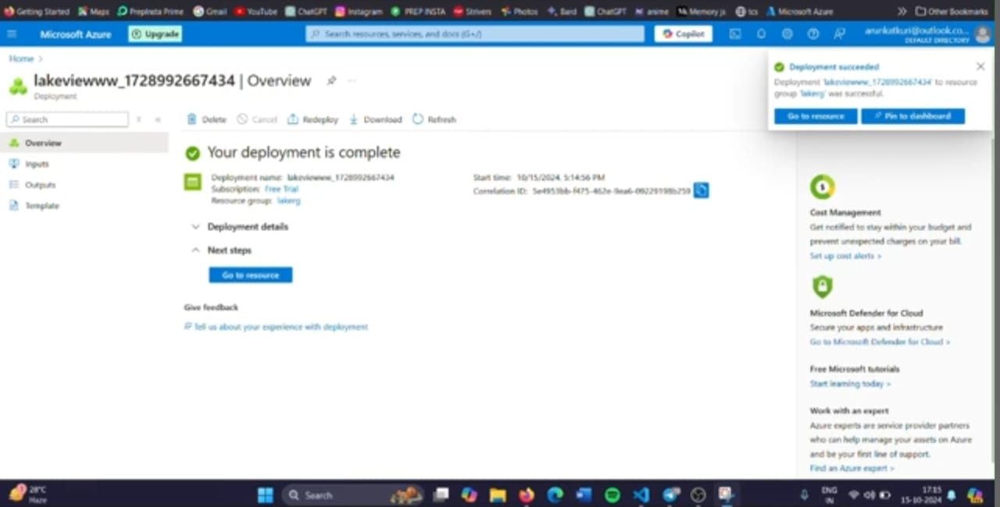 Getting Started Maps PrepInsta Prime Gmail YouTube ChatGPT Instagram PREP INSTA Strivers Photos Bard ChatGPT anime Memory js tcs Microsoft Azure Other Bookmarks
Microsoft Azure Upgrade Search resources, services, and docs (G+/) Copilot arunkatkuri@outlook.co...
DEFAULT DIRECTORY
Home >
lakeviewww_1728992667434 | Overview
Deployment
Deployment succeeded
Deployment 'lakeviewww_1728992667434' to resource
group 'lakerg' was successful.
Go to resource Pin to dashboard
Search
Delete Cancel Redeploy Download Refresh
Overview
Inputs
Outputs
Template
Your deployment is complete
Deployment name: lakeviewww_1728992667434
Subscription: Free Trial
Resource group: lakerg
Start time: 10/15/2024, 5:14:56 PM
Correlation ID: 5e4953bb-f475-462e-9ea6-09229198b259
Deployment details
Next steps
Go to resource
Give feedback
Tell us about your experience with deployment
Cost Management
Get notified to stay within your budget and
prevent unexpected charges on your bill.
Set up cost alerts >
Microsoft Defender for Cloud
Secure your apps and infrastructure
Go to Microsoft Defender for Cloud >
Free Microsoft tutorials
Start learning today >
Work with an expert
Azure experts are service provider partners
who can help manage your assets on Azure
and be your first line of support.
Find an Azure expert >
28°C
Haze
Search
ENG
IN
17:15
15-10-2024